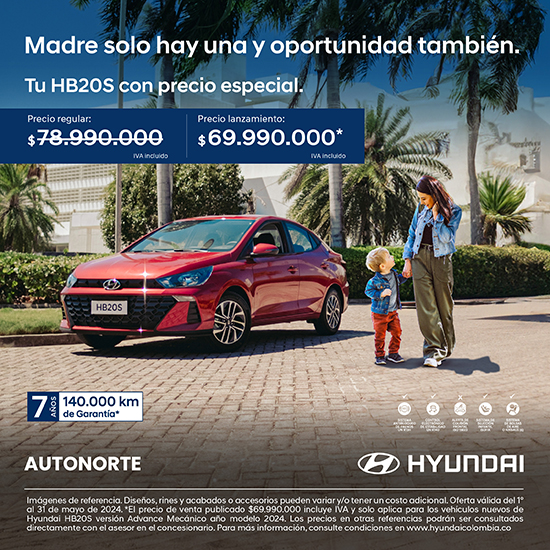 Madre solo hay una y oportunidad también.
Tu HB20S con precio especial.
Precio regular:
$78.990.000
IVA incluido
Precio lanzamiento:
$69.990.000*
IVA incluido
HB20S
7 AÑOS
140.000 km
de Garantía*
AUTONORTE
HYUNDAI
Imágenes de referencia. Diseños, rines y acabados o accesorios pueden variar y/o tener un costo adicional. Oferta válida del 1°
al 31 de mayo de 2024. *El precio de venta publicado $69.990.000 incluye IVA y solo aplica para los vehículos nuevos de
Hyundai HB20S versión Advance Mecánico año modelo 2024. Los precios en otras referencias podrán ser consultados
directamente con el asesor en el concesionario. Para más información, consulte condiciones en www.hyundaicolombia.co